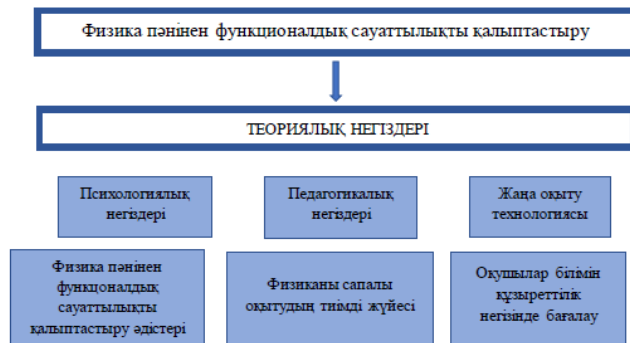 Физика пәнінен функционалдық сауаттылықты қалыптастыру
ТЕОРИЯЛЫҚ НЕГІЗДЕРІ
Психологиялық
негіздері
Педагогикалық
негіздері
Жаңа оқыту
технологиясы
Физика пәнінен
функцоналдық
сауаттылықты
қалыптастыру әдістері
Физиканы сапалы
оқытудың тиімді жүйесі
Оқушылар білімін
құзыреттілік
негізінде бағалау